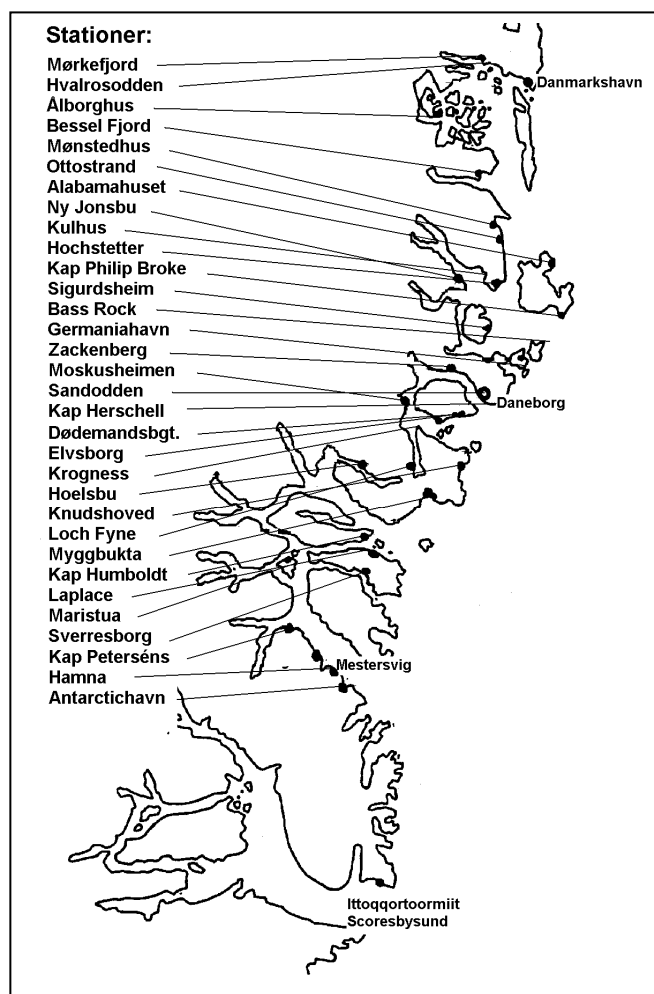 Stationer:
Mørkefjord
Hvalrosodden
Ålborghus
Bessel Fjord
Mønstedhus
Ottostrand
Alabamahuset
Ny Jonsbu
Kulhus
Hochstetter
Kap Philip Broke
Sigurdsheim
Bass Rock
Germaniahavn
Zackenberg
Moskusheimen
Sandodden
Kap Herschell
Dødemandsbgt.
Elvsborg
Krogness
Hoelsbu
Knudshoved
Loch Fyne
Myggbukta
Kap Humboldt
Laplace
Maristua
Sverresborg
Kap Peterséns
Hamna
Antarctichavn
Danmarkshavn
Daneborg
Mestersvig
Ittoqqortoormiit
Scoresbysund